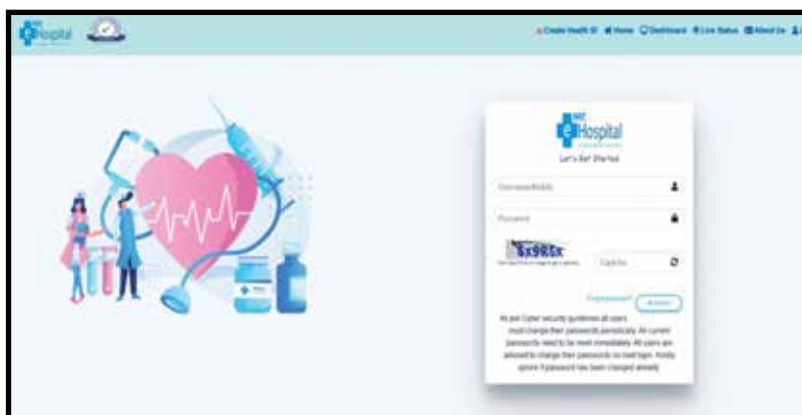 eHospital
Create Health ID Home Dashboard Live Status About Us
NIC
eHospital
Let's Get Started
Username/Mobile
Password
Captcha
Forgot password?
As per Cyber security guidelines all users
must change their passwords periodically. All current
passwords need to be reset immediately. All users are
advised to change their passwords on next login. Kindly
ignore if password has been changed already